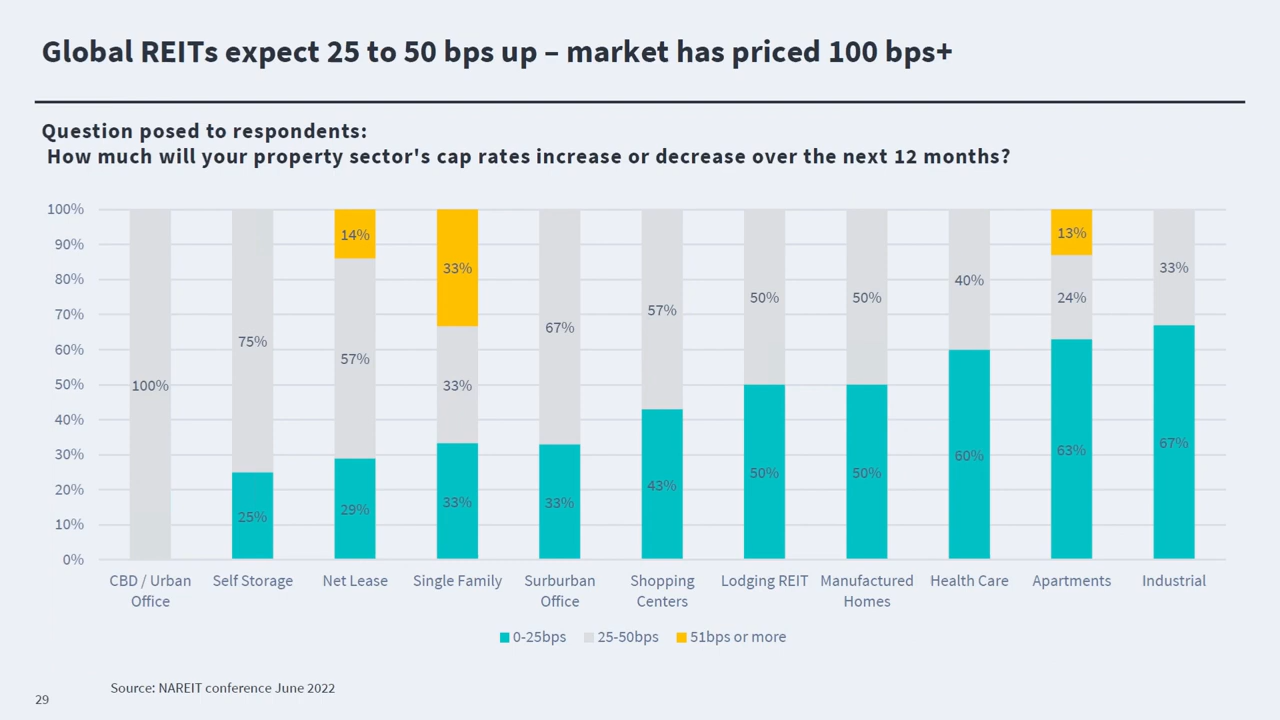 Global REITs expect 25 to 50 bps up – market has priced 100 bps+
Question posed to respondents:
How much will your property sector's cap rates increase or decrease over the next 12 months?
100%
90%
80%
70%
60%
50%
40%
30%
20%
10%
0%
100%
75%
25%
14%
57%
29%
33%
33%
33%
67%
33%
57%
43%
50%
50%
50%
50%
40%
60%
13%
24%
63%
33%
67%
CBD / Urban
Office
Self Storage
Net Lease
Single Family
Surburban
Office
Shopping
Centers
Lodging REIT
Manufactured
Homes
Health Care
Apartments
Industrial
0-25bps
25-50bps
51bps or more
Source: NAREIT conference June 2022
29